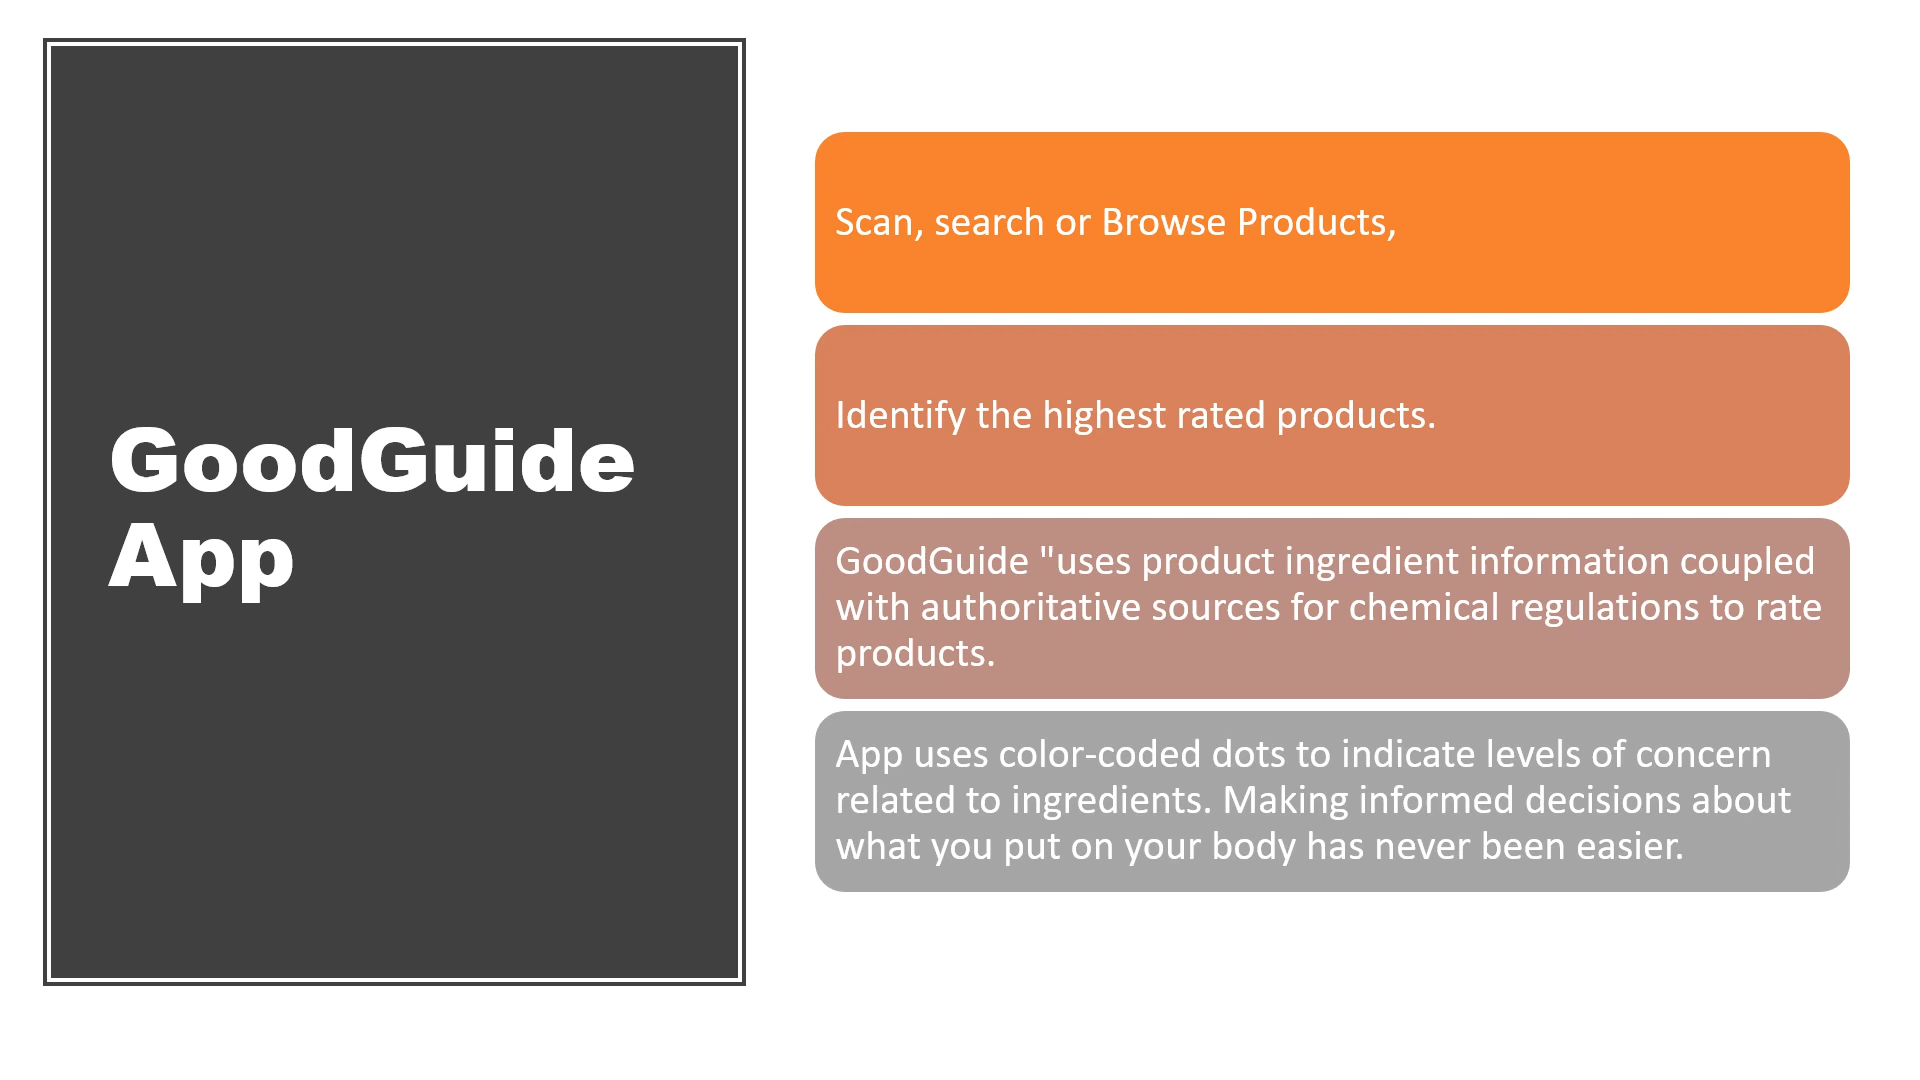 GoodGuide
App
Scan, search or Browse Products,
Identify the highest rated products.
GoodGuide "uses product ingredient information coupled
with authoritative sources for chemical regulations to rate
products.
App uses color-coded dots to indicate levels of concern
related to ingredients. Making informed decisions about
what you put on your body has never been easier.